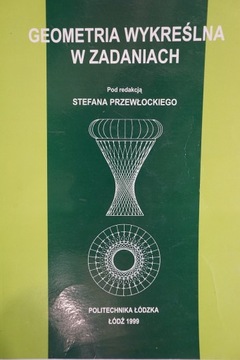 GEOMETRIA WYKREŚLNA
W ZADANIACH
Pod redakcją
STEFANA PRZEWŁOCKIEGO
POLITECHNIKA ŁÓDZKA
ŁÓDŹ 1999